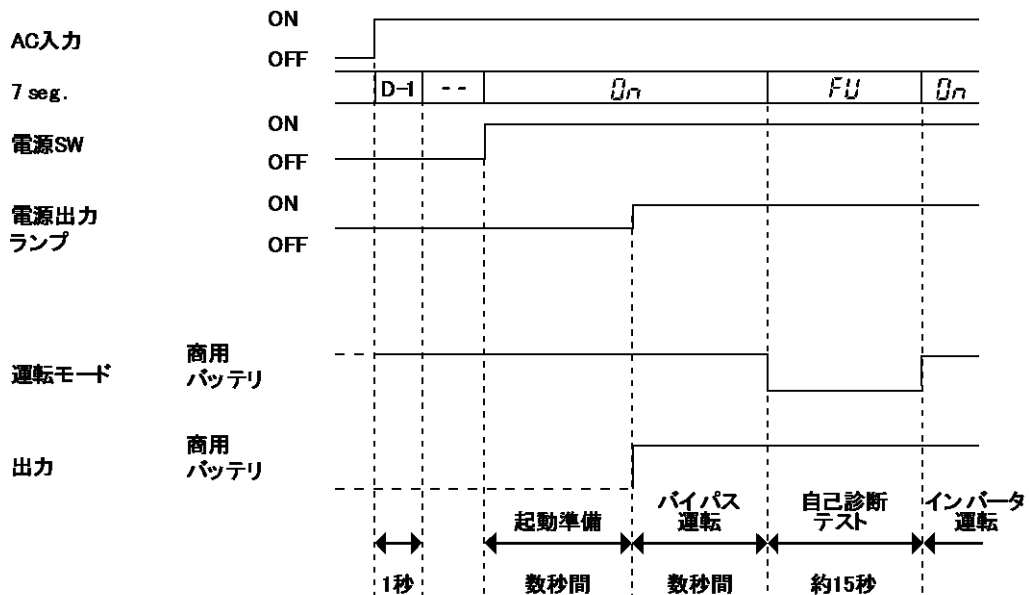 ON
AC入力
OFF
7 seg.
D-1
- -
On
FU
On
ON
電源SW
OFF
ON
電源出力
ランプ
OFF
商用
運転モード
バッテリ
商用
出力
バッテリ
起動準備
バイパス
運転
自己診断
テスト
インバータ
運転
1秒
数秒間
数秒間
約15秒